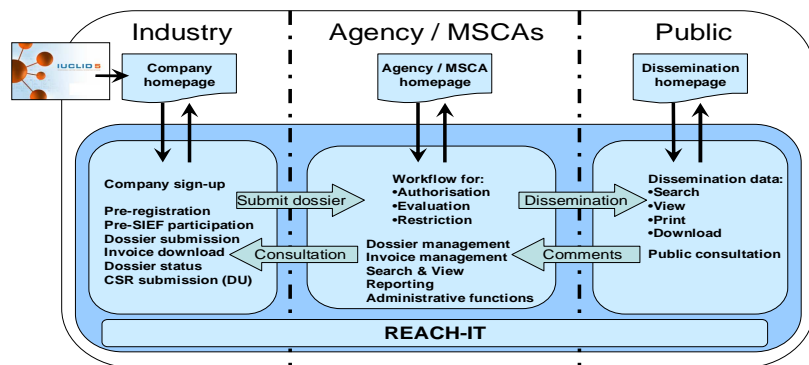 Industry
Agency / MSCAs
Public
IUCLID 5
Company
homepage
Agency / MSCA
homepage
Dissemination
homepage
Company sign-up
Pre-registration
Pre-SIEF participation
Dossier submission
Invoice download
Dossier status
CSR submission (DU)
Submit dossier
Consultation
Workflow for:
•Authorisation
•Evaluation
•Restriction
Dossier management
Invoice management
Search & View
Reporting
Administrative functions
Dissemination
Comments
Dissemination data:
•Search
•View
•Print
•Download
Public consultation
REACH-IT